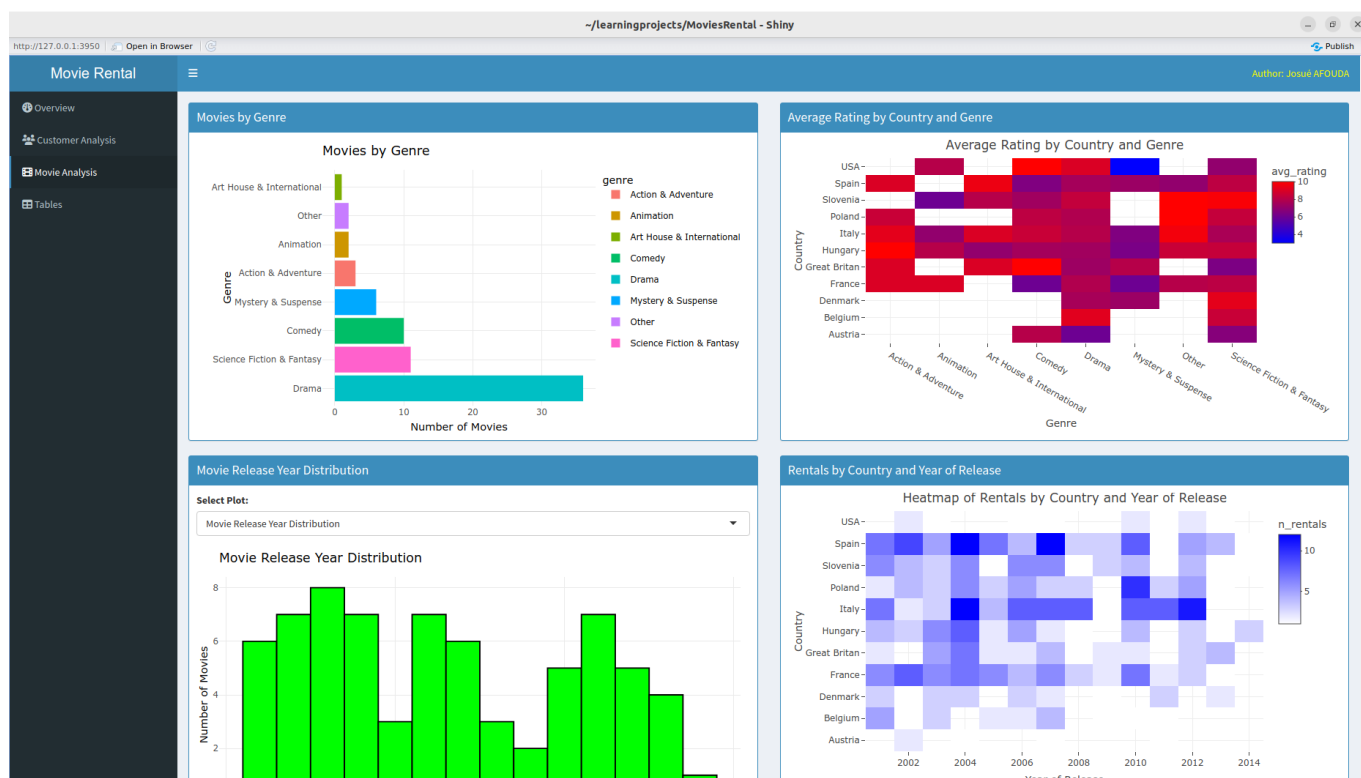 ~/learningprojects/MoviesRental - Shiny
http://127.0.0.1:3950 Open in Browser Publish
Movie Rental Author: Josué AFOUDA
Overview
Customer Analysis
Movie Analysis
Tables
Movies by Genre
Movies by Genre
Genre
Art House & International
Other
Animation
Action & Adventure
Mystery & Suspense
Comedy
Science Fiction & Fantasy
Drama
0 10 20 30
Number of Movies
genre
Action & Adventure
Animation
Art House & International
Comedy
Drama
Mystery & Suspense
Other
Science Fiction & Fantasy
Average Rating by Country and Genre
Average Rating by Country and Genre
Country
USA
Spain
Slovenia
Poland
Italy
Hungary
Great Britan
France
Denmark
Belgium
Austria
Action & Adventure
Animation
Art House & International
Comedy
Drama
Mystery & Suspense
Other
Science Fiction & Fantasy
Genre
avg_rating
10
8
6
4
Movie Release Year Distribution
Select Plot:
Movie Release Year Distribution
Movie Release Year Distribution
Number of Movies
8
6
4
2
Rentals by Country and Year of Release
Heatmap of Rentals by Country and Year of Release
Country
USA
Spain
Slovenia
Poland
Italy
Hungary
Great Britan
France
Denmark
Belgium
Austria
2002 2004 2006 2008 2010 2012 2014
Year of Release
n_rentals
10
5